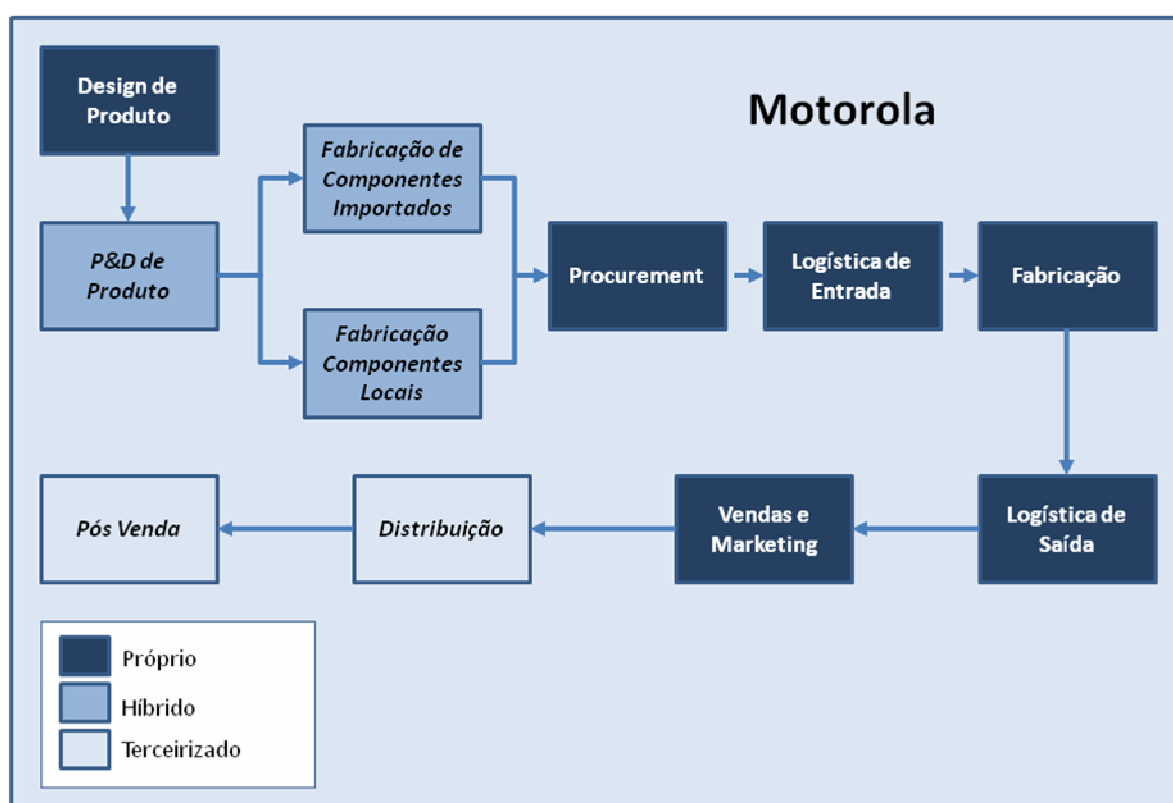 Motorola
Design de
Produto
P&D de
Produto
Fabricação de
Componentes
Importados
Fabricação
Componentes
Locais
Procurement
Logística de
Entrada
Fabricação
Logística de
Saída
Vendas e
Marketing
Distribuição
Pós Venda
Próprio
Híbrido
Terceirizado